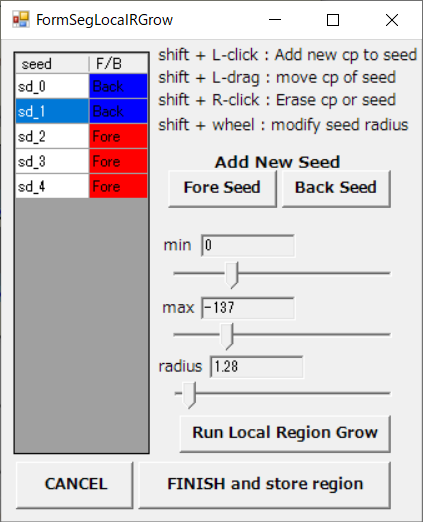 FormSegLocalRGrow
seed F/B
sd_0 Back
sd_1 Back
sd_2 Fore
sd_3 Fore
sd_4 Fore
shift + L-click : Add new cp to seed
shift + L-drag : move cp of seed
shift + R-click : Erase cp or seed
shift + wheel : modify seed radius
Add New Seed
Fore Seed Back Seed
min 0
max -137
radius 1.28
Run Local Region Grow
CANCEL FINISH and store region